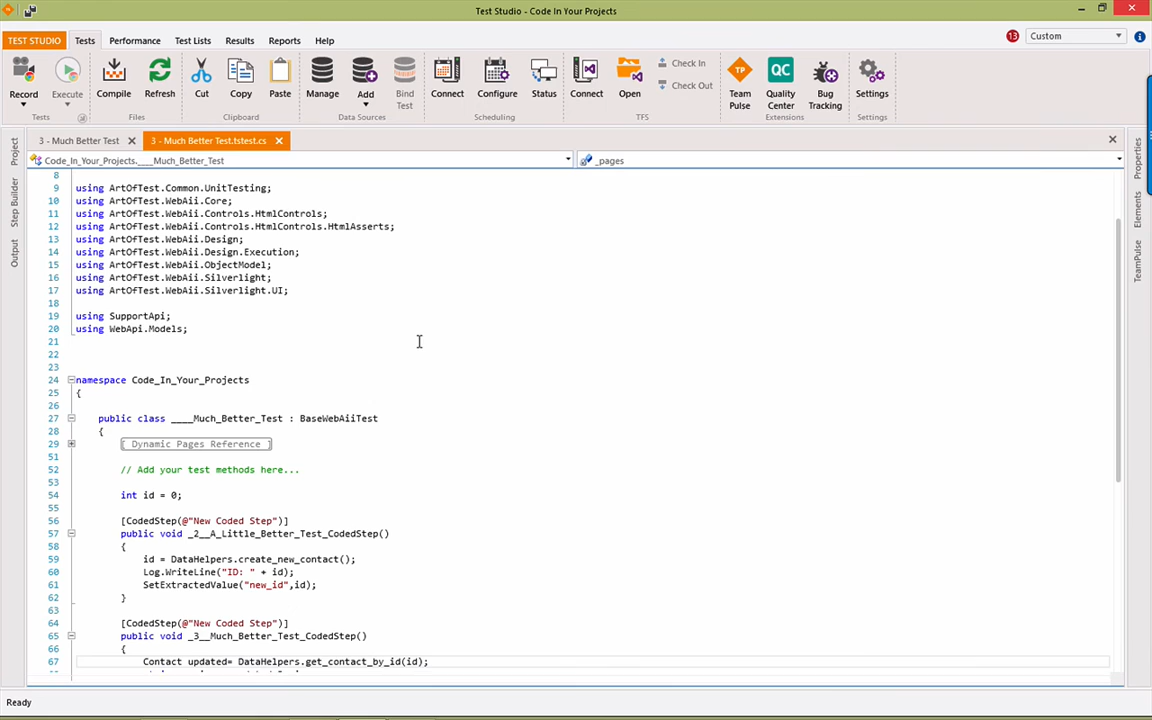 Test Studio - Code In Your Projects
TEST STUDIO Tests Performance Test Lists Results Reports Help
13 Custom
Record Execute Compile Refresh Cut Copy Paste Manage Add Bind Test Connect Configure Status Connect Open Check In Check Out Team Pulse Quality Center Bug Tracking Settings
TP QC
Tests Files Clipboard Data Sources Scheduling TFS Extensions Settings
3 - Much Better Test 3 - Much Better Test.tstest.cs
Code_In_Your_Projects.____Much_Better_Test _pages
Project
Step Builder
Output
Properties
Elements
TeamPulse
8
9 using ArtOfTest.Common.UnitTesting;
10 using ArtOfTest.WebAii.Core;
11 using ArtOfTest.WebAii.Controls.HtmlControls;
12 using ArtOfTest.WebAii.Controls.HtmlControls.HtmlAsserts;
13 using ArtOfTest.WebAii.Design;
14 using ArtOfTest.WebAii.Design.Execution;
15 using ArtOfTest.WebAii.ObjectModel;
16 using ArtOfTest.WebAii.Silverlight;
17 using ArtOfTest.WebAii.Silverlight.UI;
18
19 using SupportApi;
20 using WebApi.Models;
21
22
23
24 namespace Code_In_Your_Projects
25 {
26
27 public class ____Much_Better_Test : BaseWebAiiTest
28 {
29 [ Dynamic Pages Reference ]
51
52 // Add your test methods here...
53
54 int id = 0;
55
56 [CodedStep(@"New Coded Step")]
57 public void _2__A_Little_Better_Test_CodedStep()
58 {
59 id = DataHelpers.create_new_contact();
60 Log.WriteLine("ID: " + id);
61 SetExtractedValue("new_id",id);
62 }
63
64 [CodedStep(@"New Coded Step")]
65 public void _3__Much_Better_Test_CodedStep()
66 {
67 Contact updated= DataHelpers.get_contact_by_id(id);
Ready